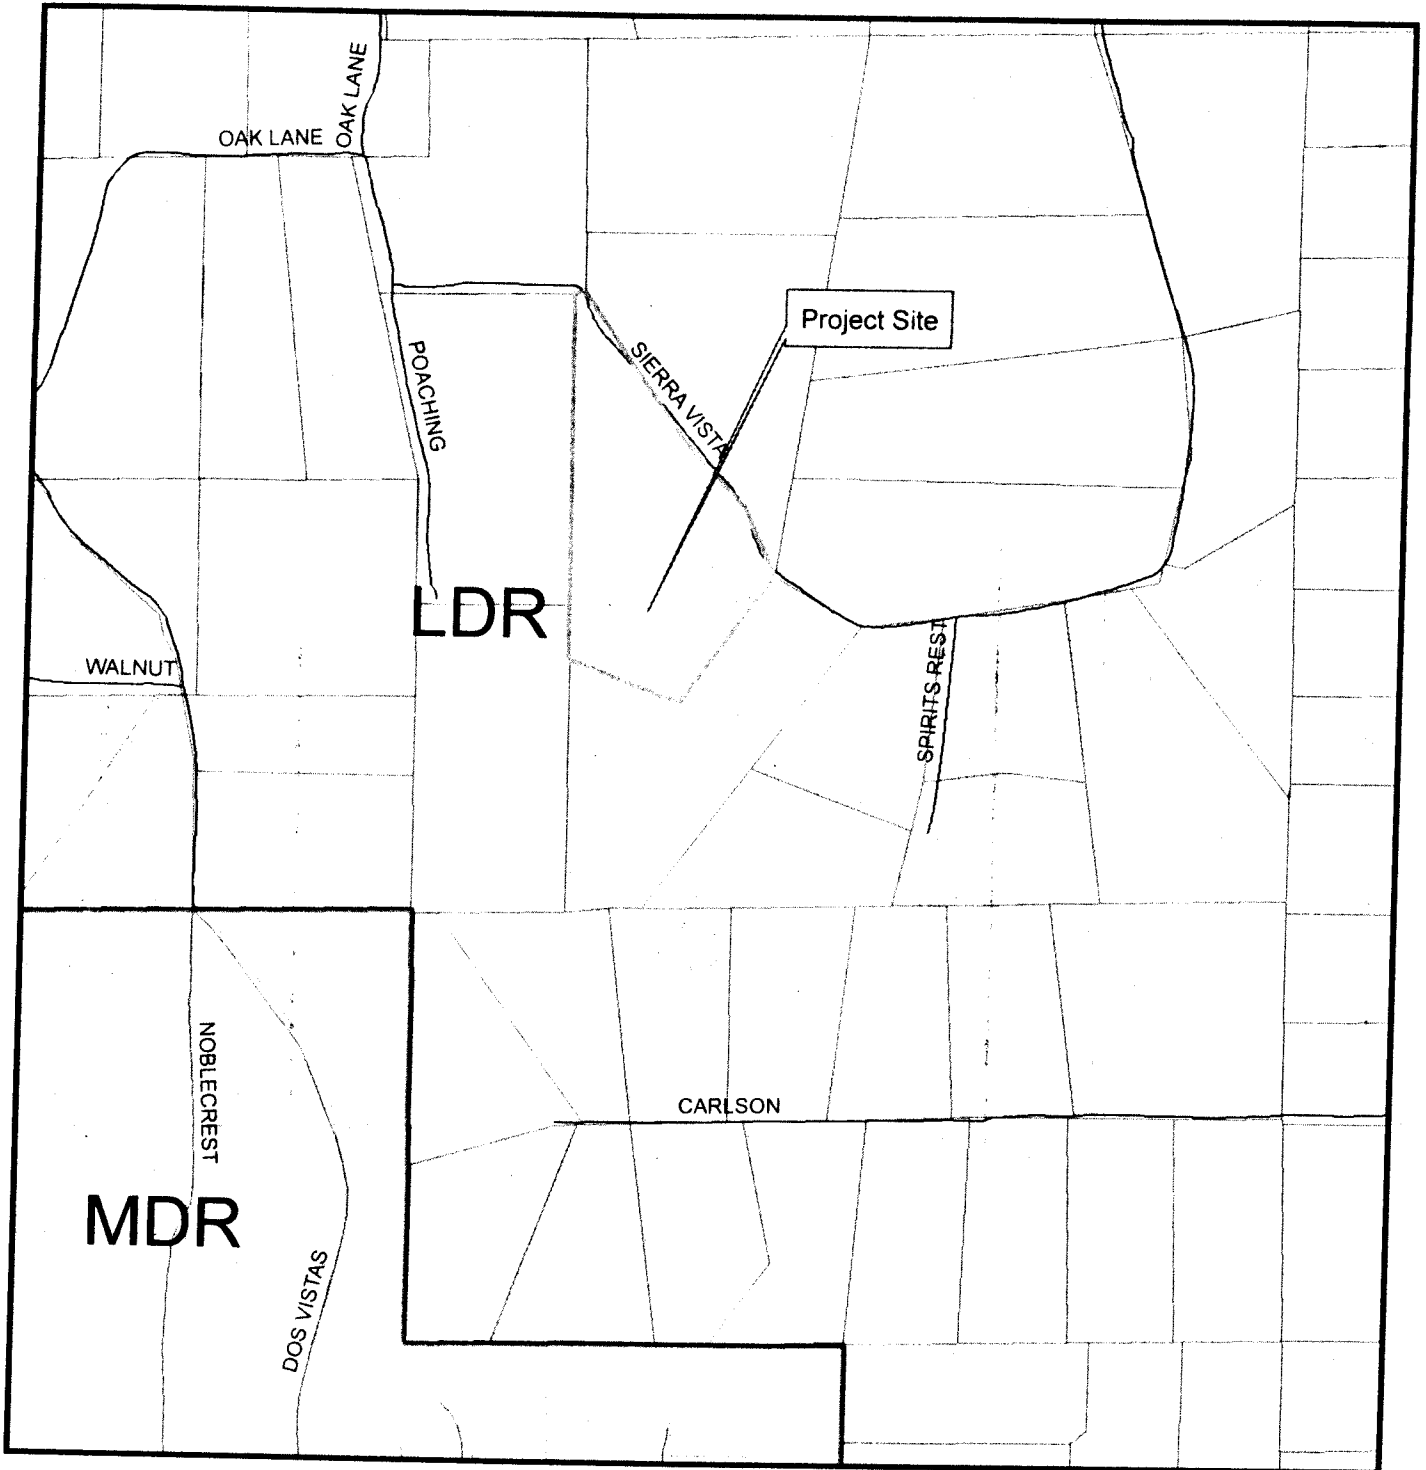 OAK LANE
OAK LANE
Project Site
POACHING
SIERRA VISTA
LDR
WALNUT
SPIRITS REST
NOBLECREST
CARLSON
MDR
DOS VISTAS